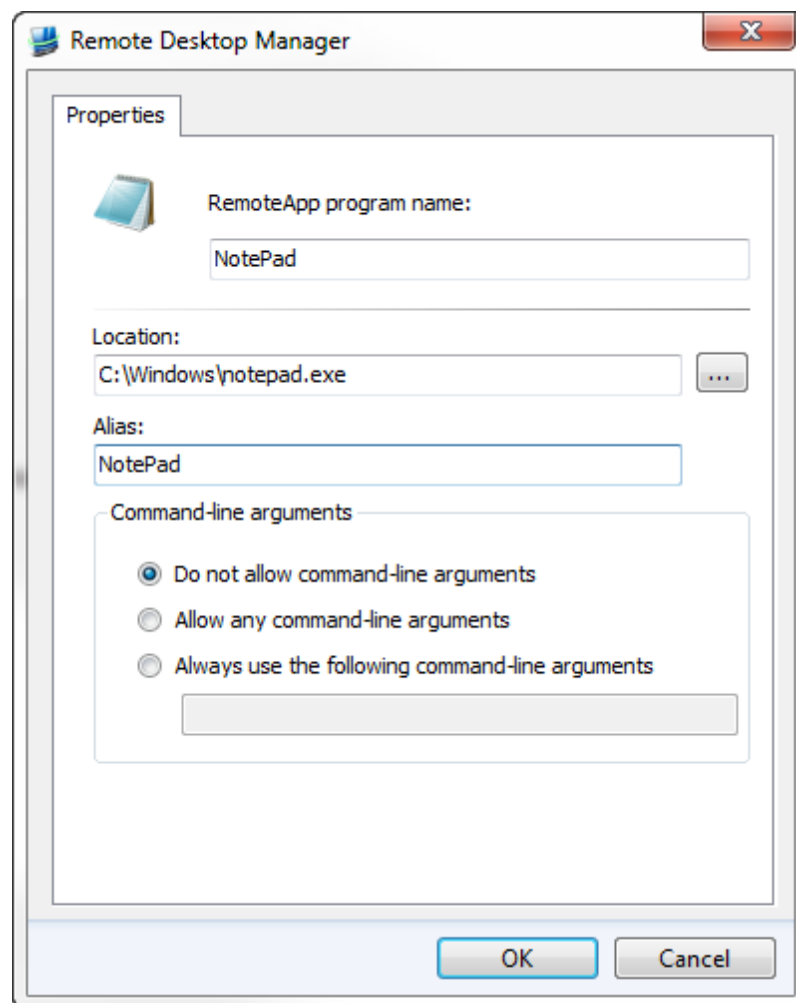 Remote Desktop Manager
Properties
RemoteApp program name:
NotePad
Location:
C:\Windows\notepad.exe
...
Alias:
NotePad
Command-line arguments
Do not allow command-line arguments
Allow any command-line arguments
Always use the following command-line arguments
OK
Cancel